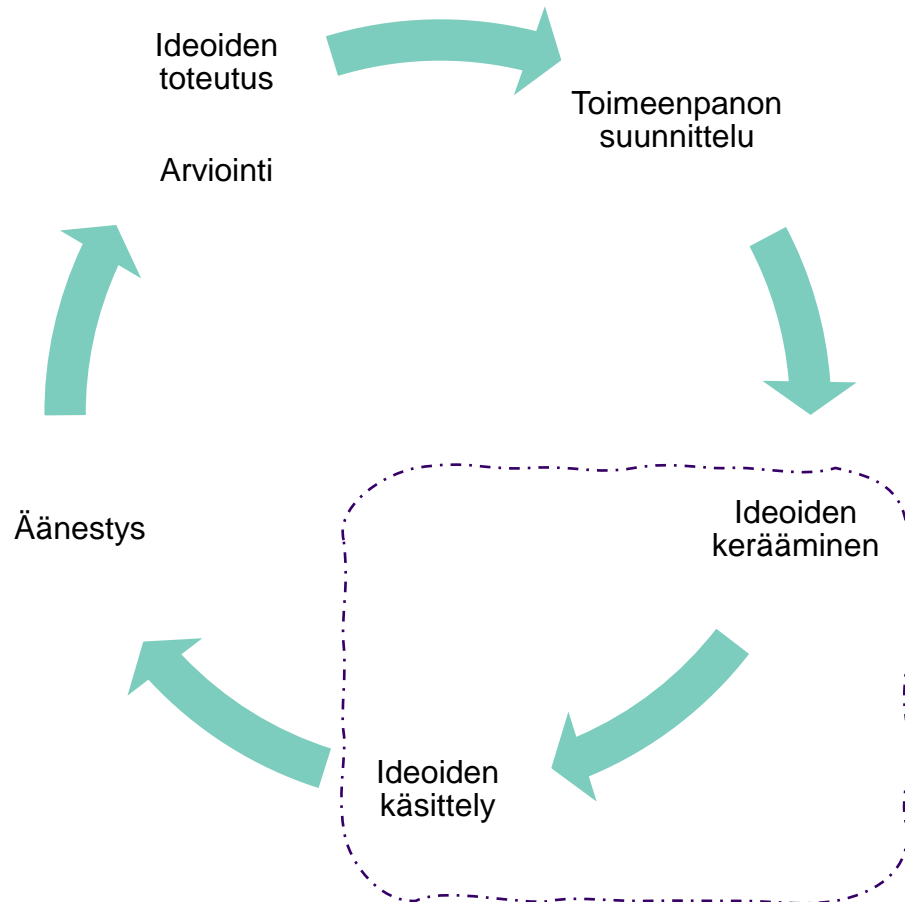 Ideoiden
toteutus
Arviointi
Toimeenpanon
suunnittelu
Ideoiden
kerääminen
Ideoiden
käsittely
Äänestys